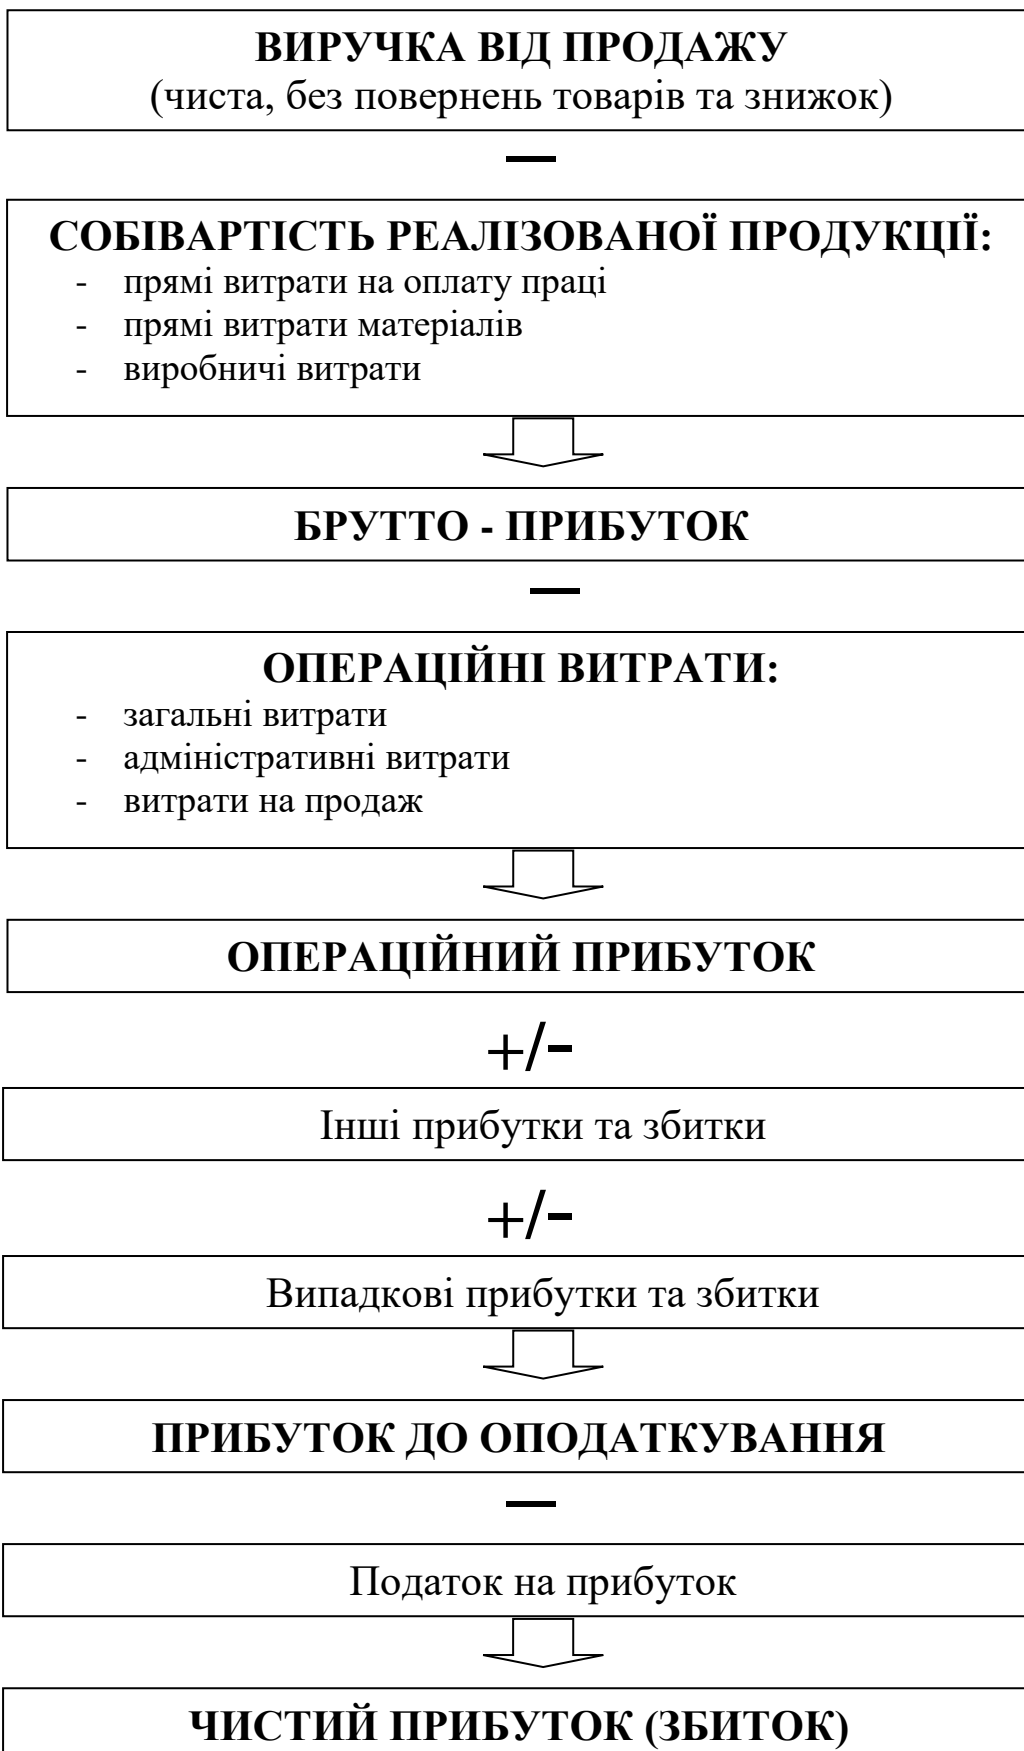 ВИРУЧКА ВІД ПРОДАЖУ
(чиста, без повернень товарів та знижок)
—
СОБІВАРТІСТЬ РЕАЛІЗОВАНОЇ ПРОДУКЦІЇ:
- прямі витрати на оплату праці
- прямі витрати матеріалів
- виробничі витрати
БРУТТО - ПРИБУТОК
—
ОПЕРАЦІЙНІ ВИТРАТИ:
- загальні витрати
- адміністративні витрати
- витрати на продаж
ОПЕРАЦІЙНИЙ ПРИБУТОК
+/-
Інші прибутки та збитки
+/-
Випадкові прибутки та збитки
ПРИБУТОК ДО ОПОДАТКУВАННЯ
—
Податок на прибуток
ЧИСТИЙ ПРИБУТОК (ЗБИТОК)